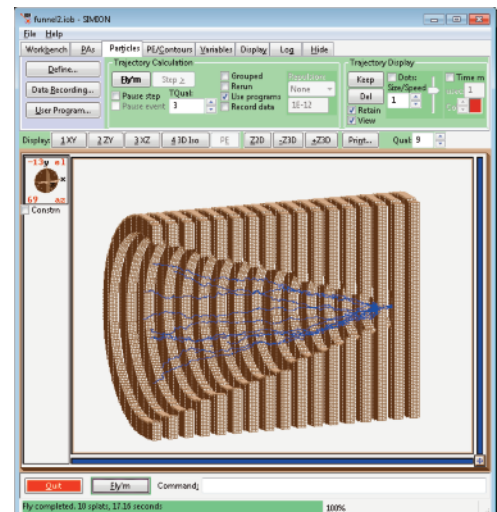 funnel2.iob - SIMION
File Help
Workbench PAs Particles PE/Contours Variables Display Log Hide
Trajectory Calculation Trajectory Display
Define... Fly'm Step > Grouped Keep Dots: Time m
Rerun None Size/Speed 1
Data Recording... Pause step TQual: Use programs Del 1
Pause event 3 Record data 1E-12 Retain
User Program... View
Display: 1 XY 2 ZY 3 XZ 4 3D Iso PE Z2D -Z3D +Z3D Print... Qual: 9
-13y el
x
69 az
Constrn
Quit Fly'm Command:
Fly completed. 10 splats, 17.16 seconds 100%